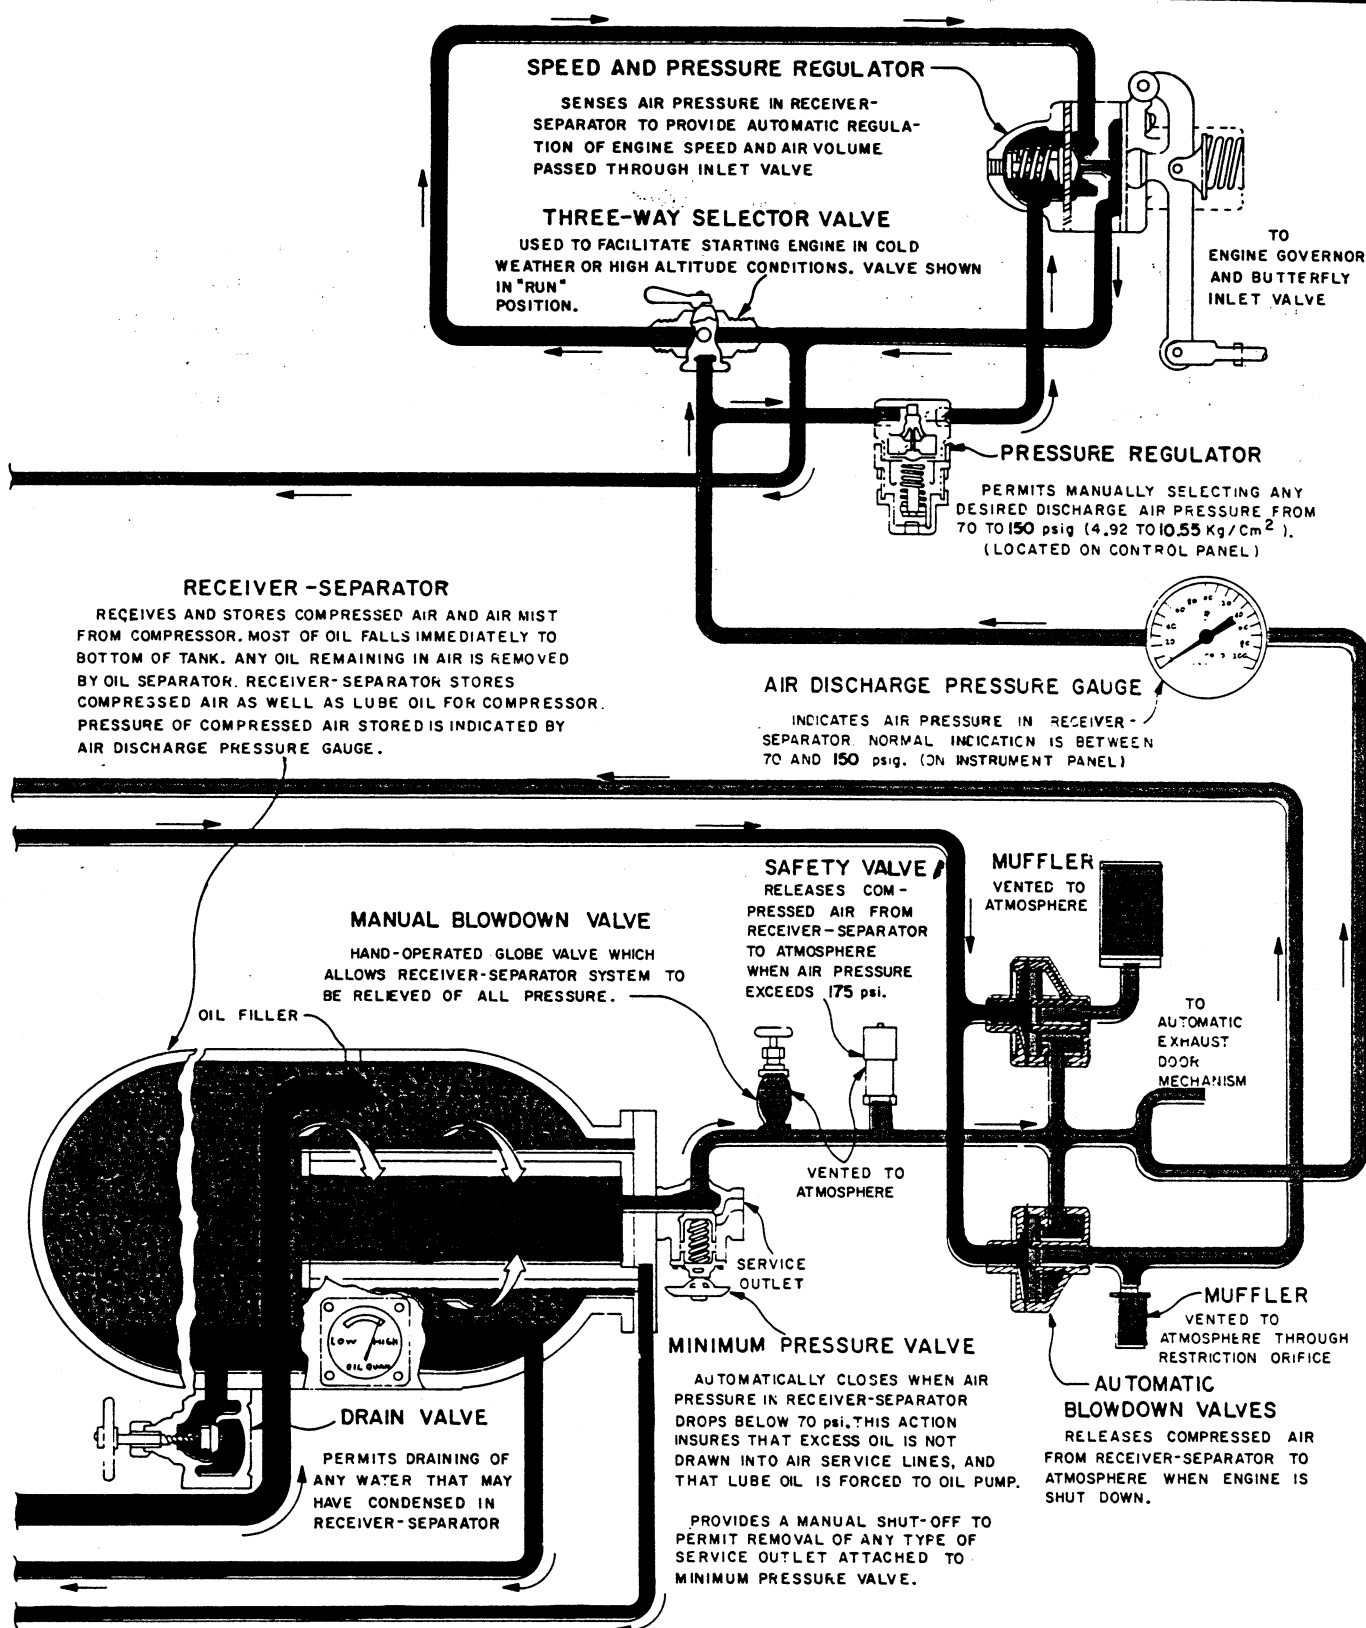 SPEED AND PRESSURE REGULATOR
SENSES AIR PRESSURE IN RECEIVER-
SEPARATOR TO PROVIDE AUTOMATIC REGULA-
TION OF ENGINE SPEED AND AIR VOLUME
PASSED THROUGH INLET VALVE
THREE-WAY SELECTOR VALVE
USED TO FACILITATE STARTING ENGINE IN COLD
WEATHER OR HIGH ALTITUDE CONDITIONS. VALVE SHOWN
IN "RUN"
POSITION.
TO
ENGINE GOVERNOR
AND BUTTERFLY
INLET VALVE
PRESSURE REGULATOR
PERMITS MANUALLY SELECTING ANY
DESIRED DISCHARGE AIR PRESSURE FROM
70 TO 150 psig (4.92 TO 10.55 Kg/Cm2).
(LOCATED ON CONTROL PANEL)
RECEIVER-SEPARATOR
RECEIVES AND STORES COMPRESSED AIR AND AIR MIST
FROM COMPRESSOR. MOST OF OIL FALLS IMMEDIATELY TO
BOTTOM OF TANK. ANY OIL REMAINING IN AIR IS REMOVED
BY OIL SEPARATOR. RECEIVER-SEPARATOR STORES
COMPRESSED AIR AS WELL AS LUBE OIL FOR COMPRESSOR.
PRESSURE OF COMPRESSED AIR STORED IS INDICATED BY
AIR DISCHARGE PRESSURE GAUGE.
AIR DISCHARGE PRESSURE GAUGE
INDICATES AIR PRESSURE IN RECEIVER-
SEPARATOR. NORMAL INDICATION IS BETWEEN
70 AND 150 psig. (ON INSTRUMENT PANEL)
SAFETY VALVE
RELEASES COM-
PRESSED AIR FROM
RECEIVER-SEPARATOR
TO ATMOSPHERE
WHEN AIR PRESSURE
EXCEEDS 175 psi.
MUFFLER
VENTED TO
ATMOSPHERE
MANUAL BLOWDOWN VALVE
HAND-OPERATED GLOBE VALVE WHICH
ALLOWS RECEIVER-SEPARATOR SYSTEM TO
BE RELIEVED OF ALL PRESSURE.
OIL FILLER
TO
AUTOMATIC
EXHAUST
DOOR
MECHANISM
VENTED TO
ATMOSPHERE
SERVICE
OUTLET
LOW HIGH
OIL QUAN
MUFFLER
VENTED TO
ATMOSPHERE THROUGH
RESTRICTION ORIFICE
MINIMUM PRESSURE VALVE
AUTOMATICALLY CLOSES WHEN AIR
PRESSURE IN RECEIVER-SEPARATOR
DROPS BELOW 70 psi. THIS ACTION
INSURES THAT EXCESS OIL IS NOT
DRAWN INTO AIR SERVICE LINES, AND
THAT LUBE OIL IS FORCED TO OIL PUMP.
PROVIDES A MANUAL SHUT-OFF TO
PERMIT REMOVAL OF ANY TYPE OF
SERVICE OUTLET ATTACHED TO
MINIMUM PRESSURE VALVE.
AUTOMATIC
BLOWDOWN VALVES
RELEASES COMPRESSED AIR
FROM RECEIVER-SEPARATOR TO
ATMOSPHERE WHEN ENGINE IS
SHUT DOWN.
DRAIN VALVE
PERMITS DRAINING OF
ANY WATER THAT MAY
HAVE CONDENSED IN
RECEIVER-SEPARATOR